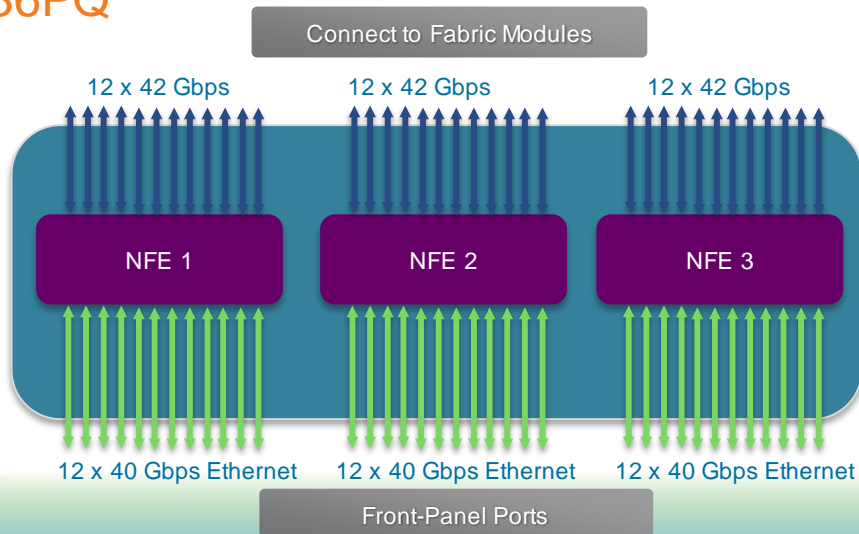 36PQ
Connect to Fabric Modules
12 x 42 Gbps 12 x 42 Gbps 12 x 42 Gbps
NFE 1 NFE 2 NFE 3
12 x 40 Gbps Ethernet 12 x 40 Gbps Ethernet 12 x 40 Gbps Ethernet
Front-Panel Ports